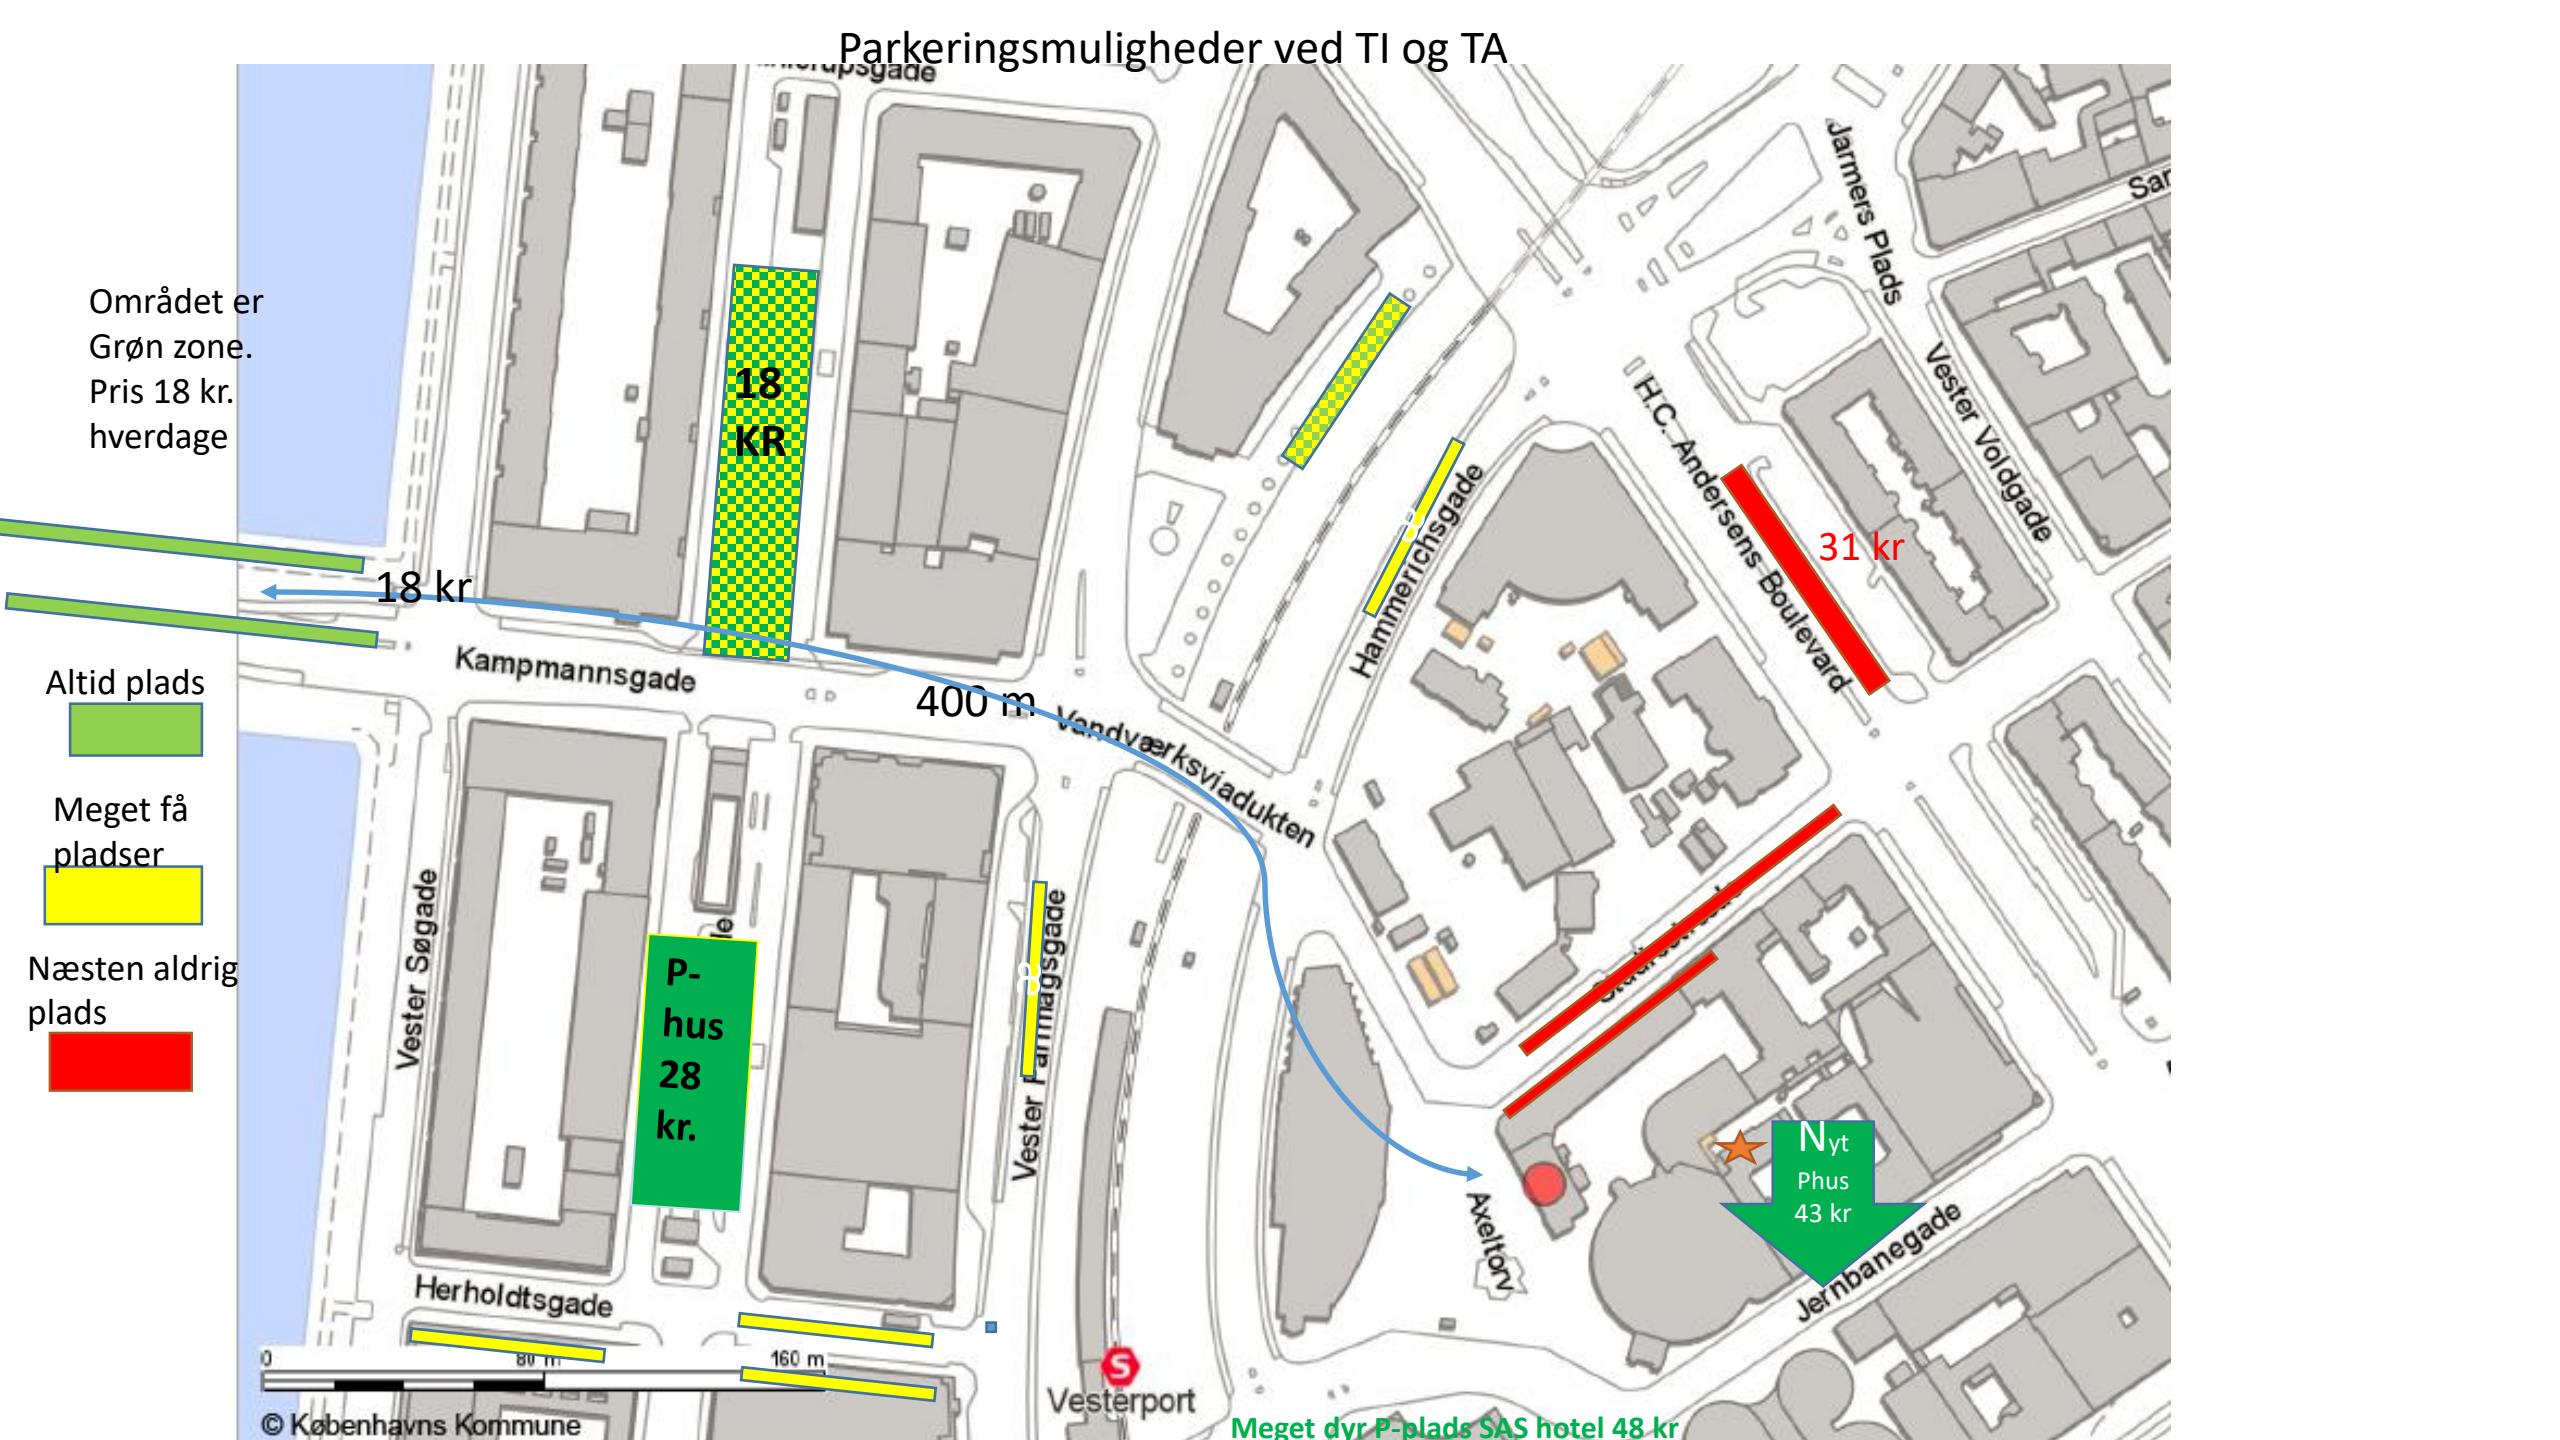 Parkeringsmuligheder ved TI og TA
Området er
Grøn zone.
Pris 18 kr.
hverdage
18
KR
18 kr
400 m
31 kr
Altid plads
Meget få
pladser
Næsten aldrig
plads
P-
hus
28
kr.
Nyt
Phus
43 kr
Jarmers Plads
Vester Voldgade
H.C. Andersens Boulevard
Hammerichsgade
Kampmannsgade
Vandværksviadukten
Vester Søgade
Axeltorv
Jernbanegade
Herholdtsgade
0
80 m
160 m
S
Vesterport
© Københavns Kommune
Meget dyr P-plads SAS hotel 48 kr